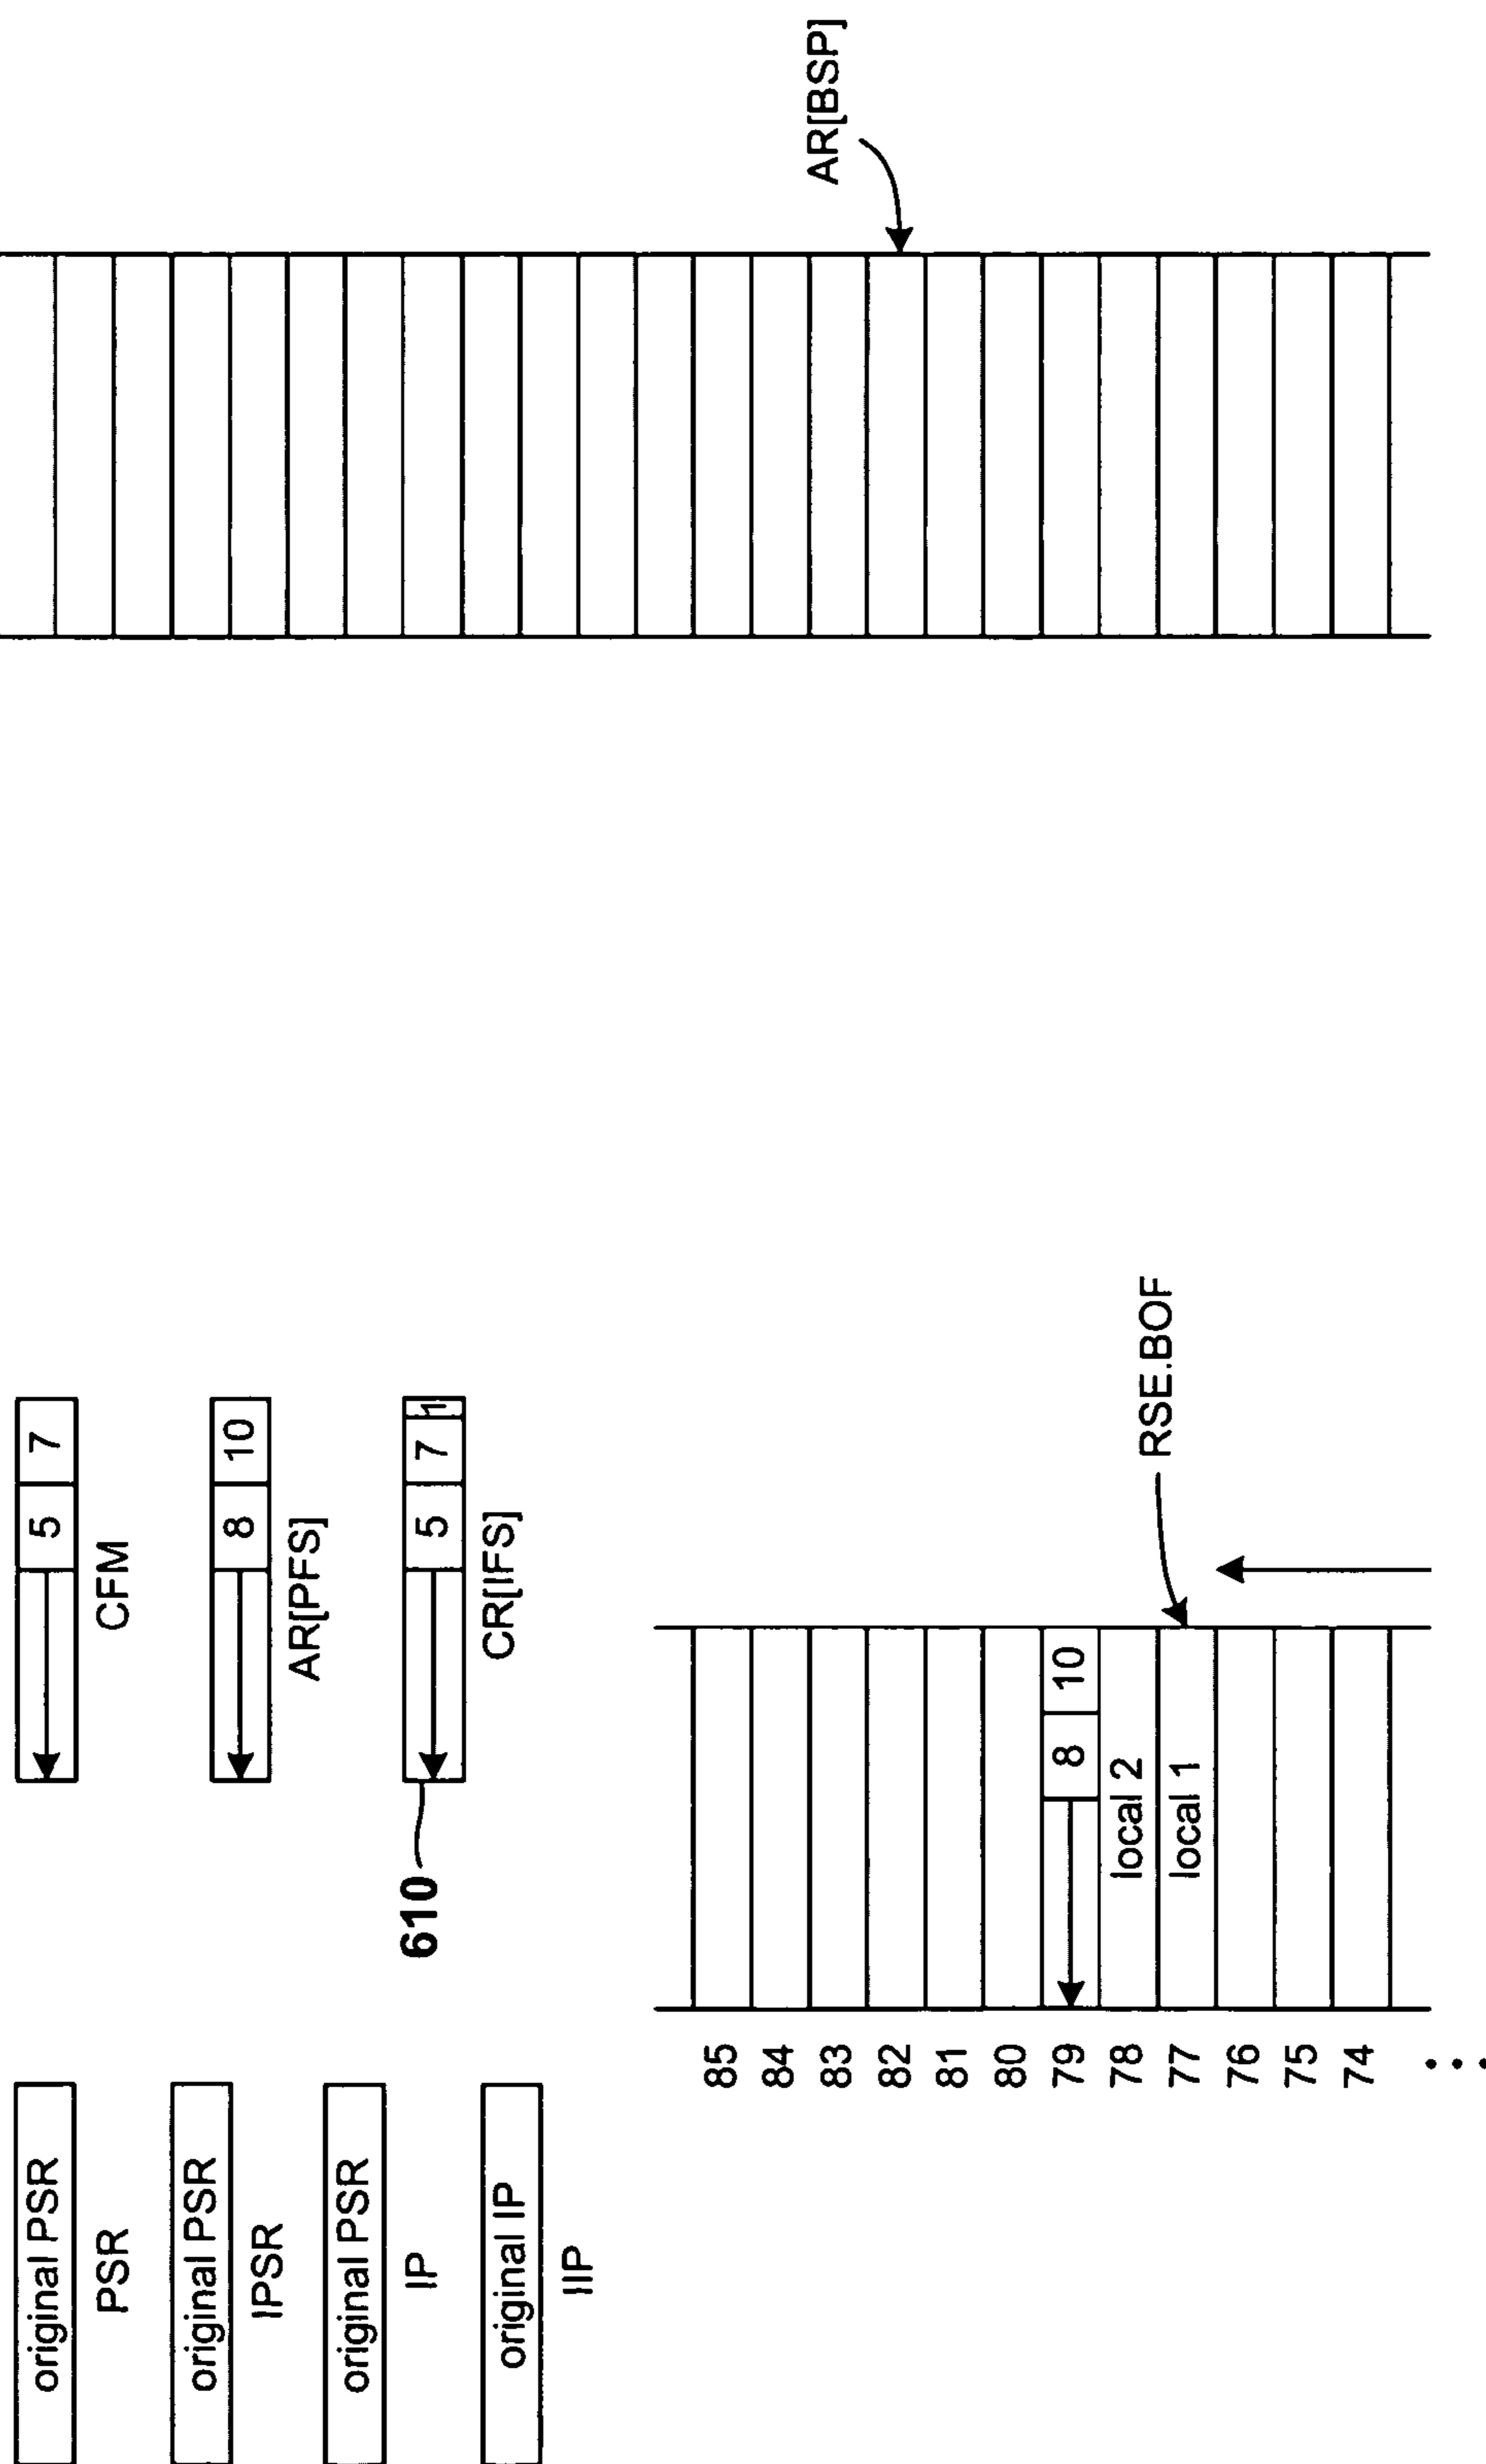 original PSR
PSR
original PSR
IPSR
original PSR
IP
original IP
IIP
5 7
CFM
8 10
AR[PFS]
610
5 7 1
CR[IFS]
85
84
83
82
81
80
79 8 10
78 local 2
77 local 1
76
75
74
RSE.BOF
AR[BSP]